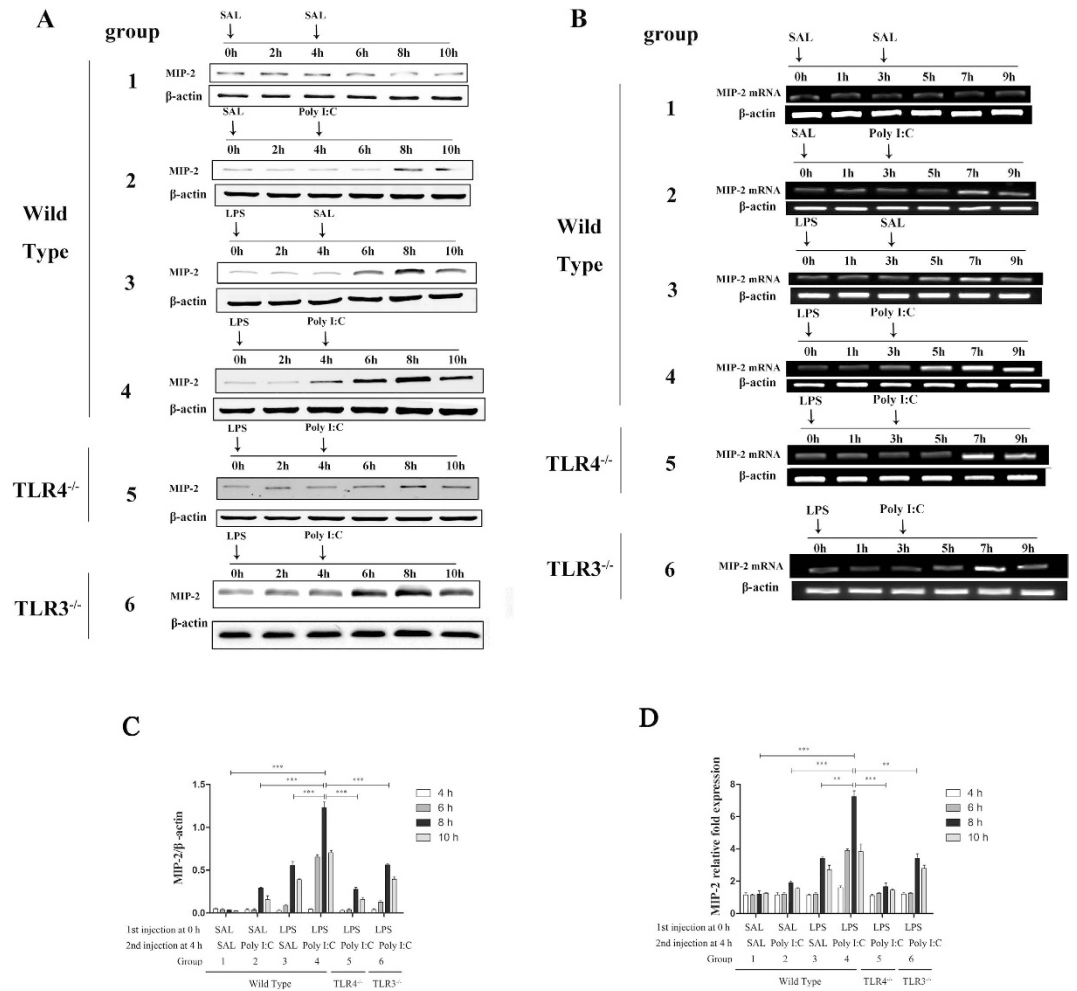 A
group
Wild
Type
TLR4-/-
TLR3-/-
SAL SAL
0h 2h 4h 6h 8h 10h
1
MIP-2
β-actin
SAL Poly I:C
0h 2h 4h 6h 8h 10h
2
MIP-2
β-actin
LPS SAL
0h 2h 4h 6h 8h 10h
3
MIP-2
β-actin
LPS Poly I:C
0h 2h 4h 6h 8h 10h
4
MIP-2
β-actin
LPS Poly I:C
0h 2h 4h 6h 8h 10h
5
MIP-2
β-actin
LPS Poly I:C
0h 2h 4h 6h 8h 10h
6
MIP-2
β-actin
B
group
Wild
Type
TLR4-/-
TLR3-/-
SAL SAL
0h 1h 3h 5h 7h 9h
1
MIP-2 mRNA
β-actin
SAL Poly I:C
0h 1h 3h 5h 7h 9h
2
MIP-2 mRNA
β-actin
LPS SAL
0h 1h 3h 5h 7h 9h
3
MIP-2 mRNA
β-actin
LPS Poly I:C
0h 1h 3h 5h 7h 9h
4
MIP-2 mRNA
β-actin
LPS Poly I:C
0h 1h 3h 5h 7h 9h
5
MIP-2 mRNA
β-actin
LPS Poly I:C
0h 1h 3h 5h 7h 9h
6
MIP-2 mRNA
β-actin
C
***
*** ***
*** ***
MIP-2/β-actin
1.5
1.0
0.5
0.0
4 h
6 h
8 h
10 h
1st injection at 0 h SAL SAL LPS LPS LPS LPS
2nd injection at 4 h SAL Poly I:C SAL Poly I:C Poly I:C Poly I:C
Group 1 2 3 4 5 6
Wild Type TLR4-/- TLR3-/-
D
***
*** **
** ***
MIP-2 relative fold expression
8
6
4
2
0
4 h
6 h
8 h
10 h
1st injection at 0 h SAL SAL LPS LPS LPS LPS
2nd injection at 4 h SAL Poly I:C SAL Poly I:C Poly I:C Poly I:C
Group 1 2 3 4 5 6
Wild Type TLR4-/- TLR3-/-